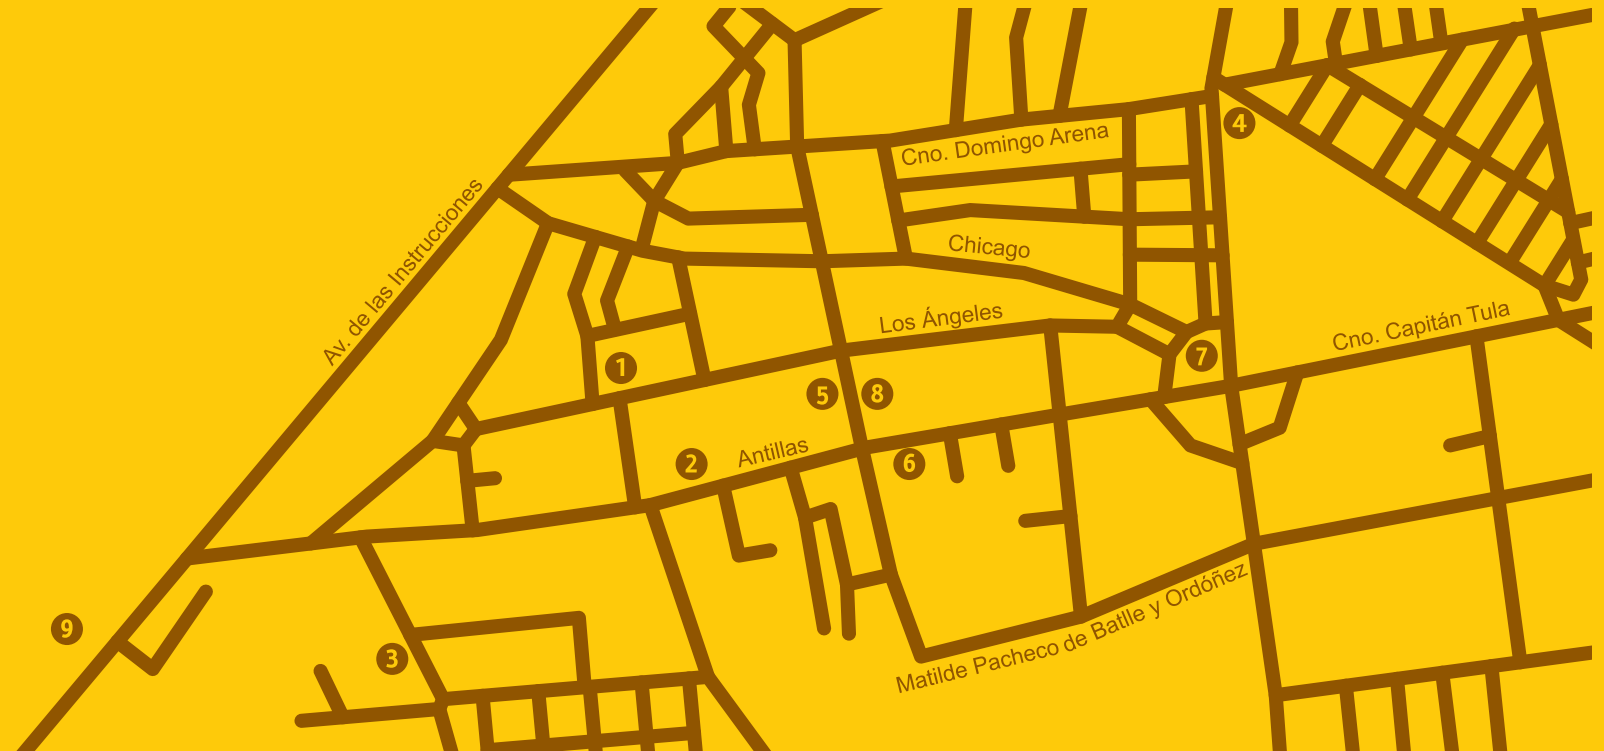 4
Cno. Domingo Arena
Av. de las Instrucciones
Chicago
Los Ángeles
Cno. Capitán Tula
1
7
5
8
Antillas
2
6
Matilde Pacheco de Batlle y Ordóñez
9
3